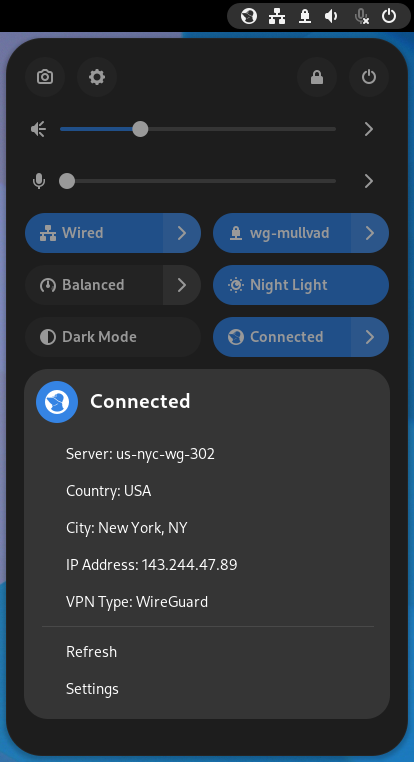 Wired
wg-mullvad
Balanced
Night Light
Dark Mode
Connected
Connected
Server: us-nyc-wg-302
Country: USA
City: New York, NY
IP Address: 143.244.47.89
VPN Type: WireGuard
Refresh
Settings